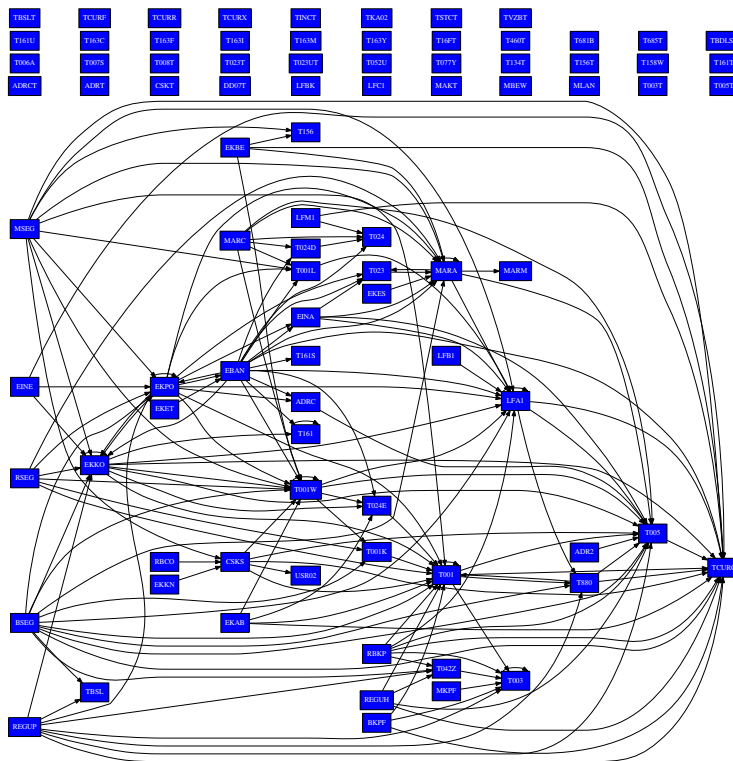 TBSLT TCURF TCURR TCURX TINCT TKA02 TSTCT TVZBT
T161U T163C T163F T163I T163M T163Y T16FT T460T T681B T685T TBDLS
T006A T007S T008T T023T T023UT T052U T077Y T134T T156T T158W T161T
ADRCT ADRT CSKT DD07T LFBK LFC1 MAKT MBEW MLAN T003T T005T
T156
EKBE
LFM1
MSEG
T024
MARC
T024D
T001L T023 MARA MARM
EKES
EINA
LFB1
T161S
EBAN
EINE EKPO
LFA1
ADRC
EKET
T161
EKKO
RSEG
T001W
T024E
T005
T001K ADR2
RBCO CSKS
TCURC
USR02 T001
EKKN T880
BSEG EKAB
RBKP
T042Z
T003
TBSL MKPF
REGUH
REGUP BKPF